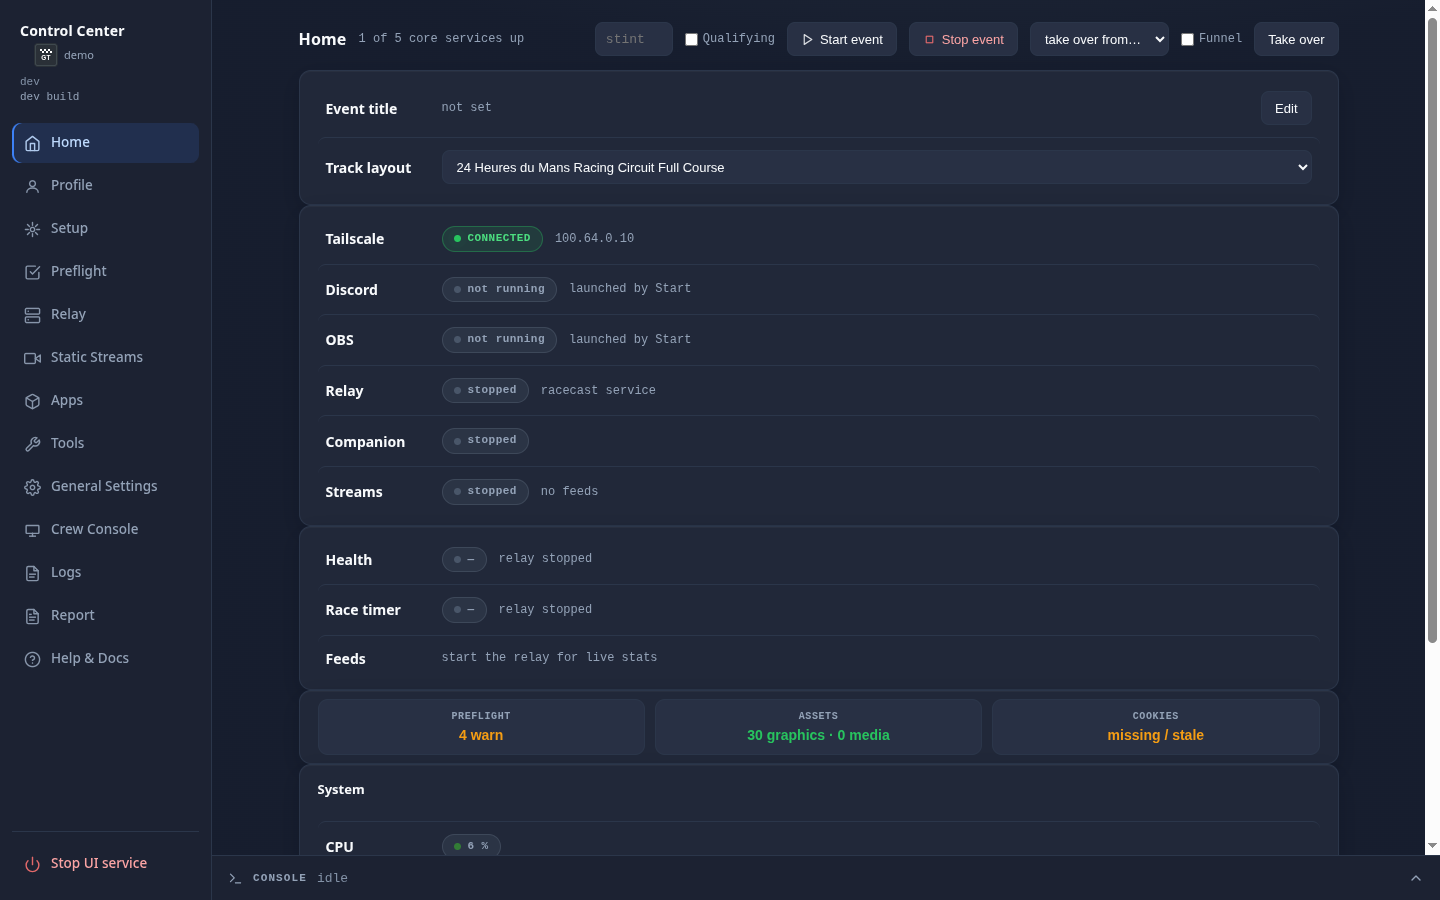 Control Center
GT demo
dev
dev build
Home
Profile
Setup
Preflight
Relay
Static Streams
Apps
Tools
General Settings
Crew Console
Logs
Report
Help & Docs
Stop UI service
Home 1 of 5 core services up stint Qualifying Start event Stop event take over from… Funnel Take over
Event title not set Edit
Track layout 24 Heures du Mans Racing Circuit Full Course
Tailscale CONNECTED 100.64.0.10
Discord not running launched by Start
OBS not running launched by Start
Relay stopped racecast service
Companion stopped
Streams stopped no feeds
Health — relay stopped
Race timer — relay stopped
Feeds start the relay for live stats
PREFLIGHT
4 warn
ASSETS
30 graphics · 0 media
COOKIES
missing / stale
System
CPU 6 %
CONSOLE idle